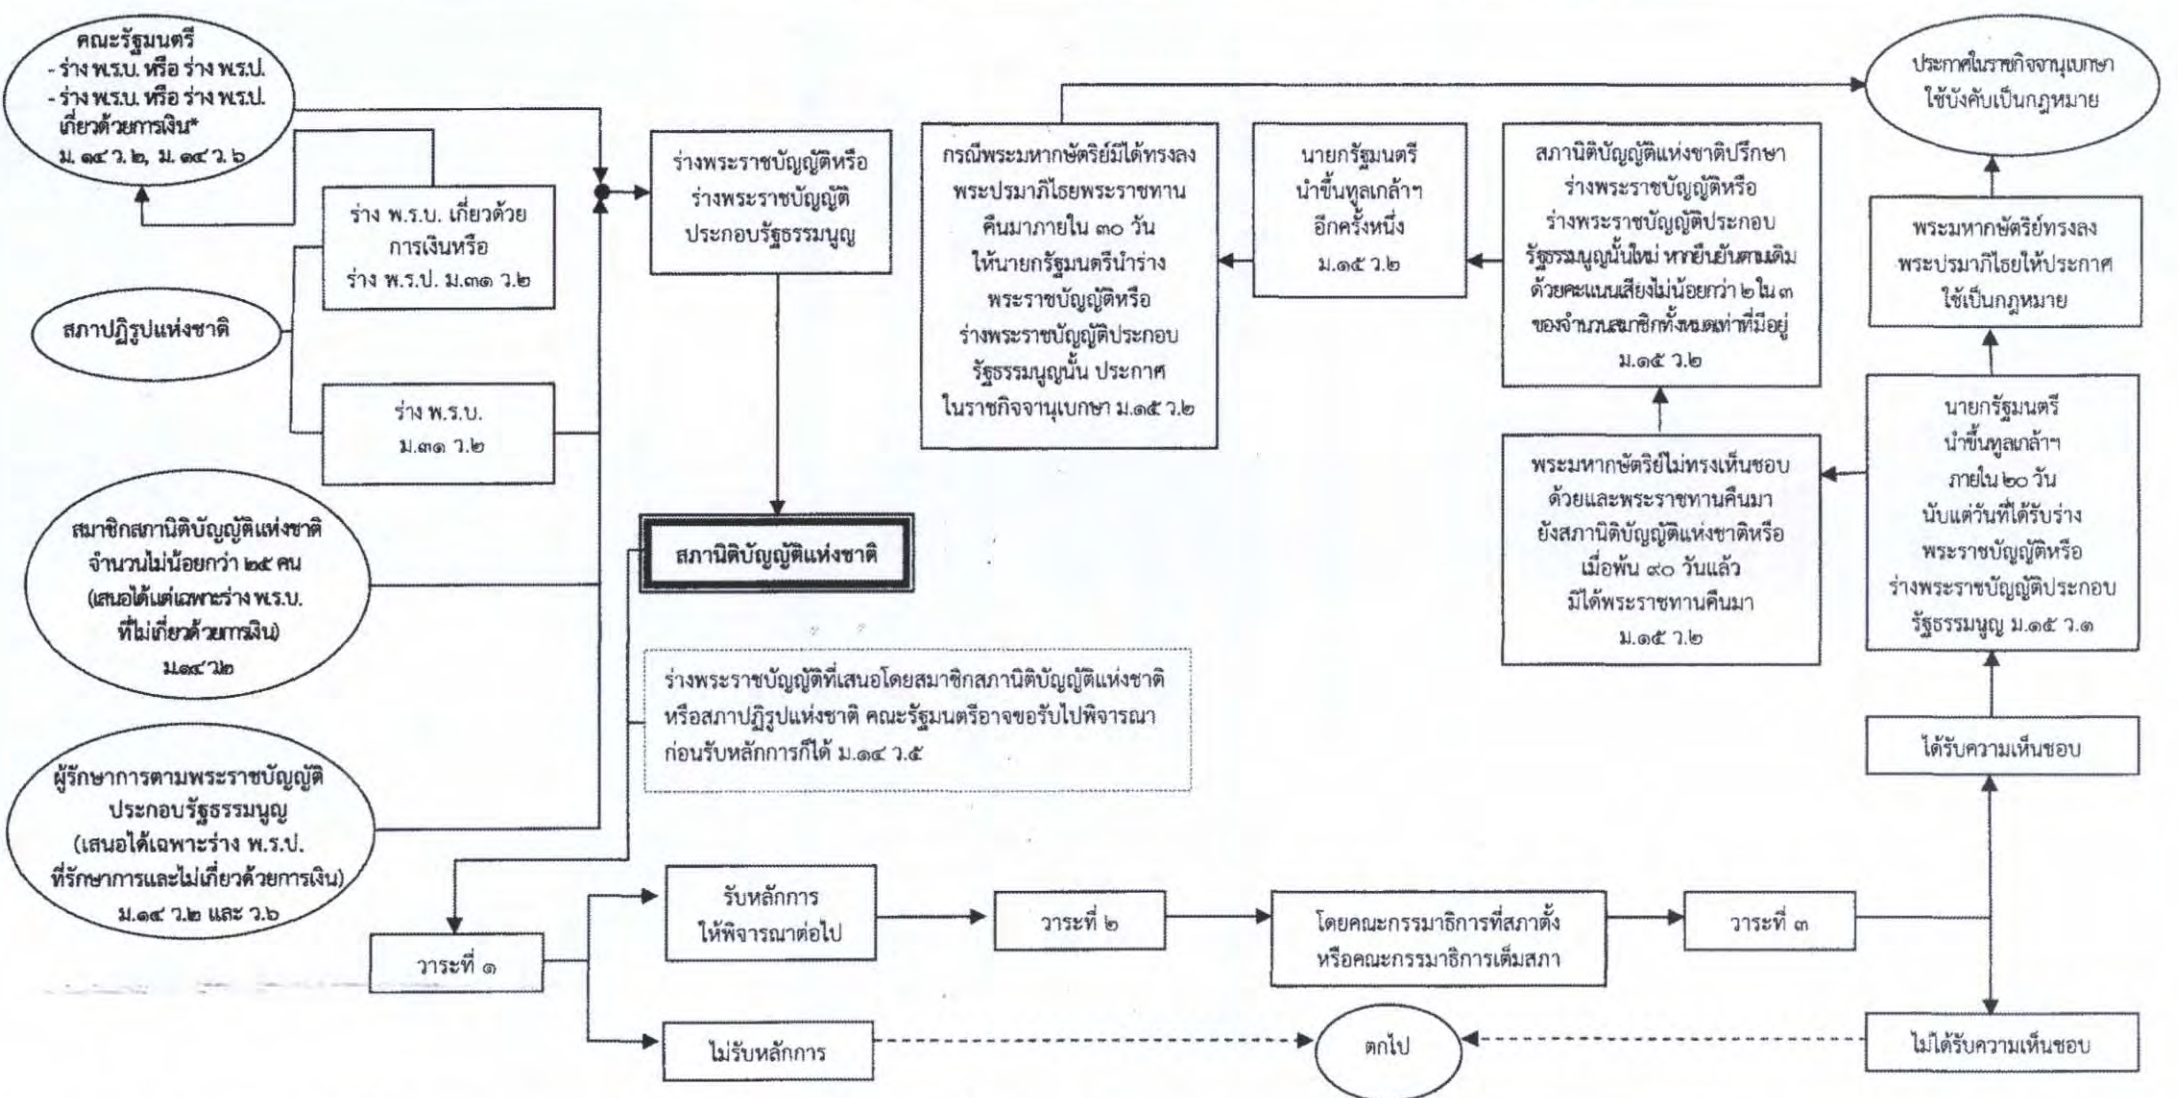 คณะรัฐมนตรี
- ร่าง พ.ร.บ. หรือ ร่าง พ.ร.ป.
- ร่าง พ.ร.บ. หรือ ร่าง พ.ร.ป.
เกี่ยวด้วยการเงิน*
ม. ๑๔ ว. ๒, ม. ๑๔ ว. ๖
ร่าง พ.ร.บ. เกี่ยวด้วย
การเงินหรือ
ร่าง พ.ร.ป. ม.๓๑ ว.๒
สภาปฏิรูปแห่งชาติ
ร่าง พ.ร.บ.
ม.๓๑ ว.๒
สมาชิกสภานิติบัญญัติแห่งชาติ
จำนวนไม่น้อยกว่า ๒๕ คน
(เสนอได้แต่เฉพาะร่าง พ.ร.บ.
ที่ไม่เกี่ยวด้วยการเงิน)
ม.๑๔ ว.๒
ผู้รักษาการตามพระราชบัญญัติ
ประกอบรัฐธรรมนูญ
(เสนอได้เฉพาะร่าง พ.ร.ป.
ที่รักษาการและไม่เกี่ยวด้วยการเงิน)
ม.๑๔ ว.๒ และ ว.๖
ร่างพระราชบัญญัติหรือ
ร่างพระราชบัญญัติ
ประกอบรัฐธรรมนูญ
สภานิติบัญญัติแห่งชาติ
ร่างพระราชบัญญัติที่เสนอโดยสมาชิกสภานิติบัญญัติแห่งชาติ
หรือสภาปฏิรูปแห่งชาติ คณะรัฐมนตรีอาจขอรับไปพิจารณา
ก่อนรับหลักการก็ได้ ม.๑๔ ว.๕
วาระที่ ๑
รับหลักการ
ให้พิจารณาต่อไป
ไม่รับหลักการ
วาระที่ ๒
โดยคณะกรรมาธิการที่สภาตั้ง
หรือคณะกรรมาธิการเต็มสภา
วาระที่ ๓
ตกไป
ได้รับความเห็นชอบ
ไม่ได้รับความเห็นชอบ
นายกรัฐมนตรี
นำขึ้นทูลเกล้าฯ
ภายใน ๒๐ วัน
นับแต่วันที่ได้รับร่าง
พระราชบัญญัติหรือ
ร่างพระราชบัญญัติประกอบ
รัฐธรรมนูญ ม.๑๕ ว.๑
พระมหากษัตริย์ทรงลง
พระปรมาภิไธยให้ประกาศ
ใช้เป็นกฎหมาย
ประกาศในราชกิจจานุเบกษา
ใช้บังคับเป็นกฎหมาย
พระมหากษัตริย์ไม่ทรงเห็นชอบ
ด้วยและพระราชทานคืนมา
ยังสภานิติบัญญัติแห่งชาติหรือ
เมื่อพ้น ๙๐ วันแล้ว
มิได้พระราชทานคืนมา
ม.๑๕ ว.๒
สภานิติบัญญัติแห่งชาติปรึกษา
ร่างพระราชบัญญัติหรือ
ร่างพระราชบัญญัติประกอบ
รัฐธรรมนูญนั้นใหม่ หากยืนยันตามเดิม
ด้วยคะแนนเสียงไม่น้อยกว่า ๒ ใน ๓
ของจำนวนสมาชิกทั้งหมดเท่าที่มีอยู่
ม.๑๕ ว.๒
นายกรัฐมนตรี
นำขึ้นทูลเกล้าฯ
อีกครั้งหนึ่ง
ม.๑๕ ว.๒
กรณีพระมหากษัตริย์มิได้ทรงลง
พระปรมาภิไธยพระราชทาน
คืนมาภายใน ๓๐ วัน
ให้นายกรัฐมนตรีนำร่าง
พระราชบัญญัติหรือ
ร่างพระราชบัญญัติประกอบ
รัฐธรรมนูญนั้น ประกาศ
ในราชกิจจานุเบกษา ม.๑๕ ว.๒